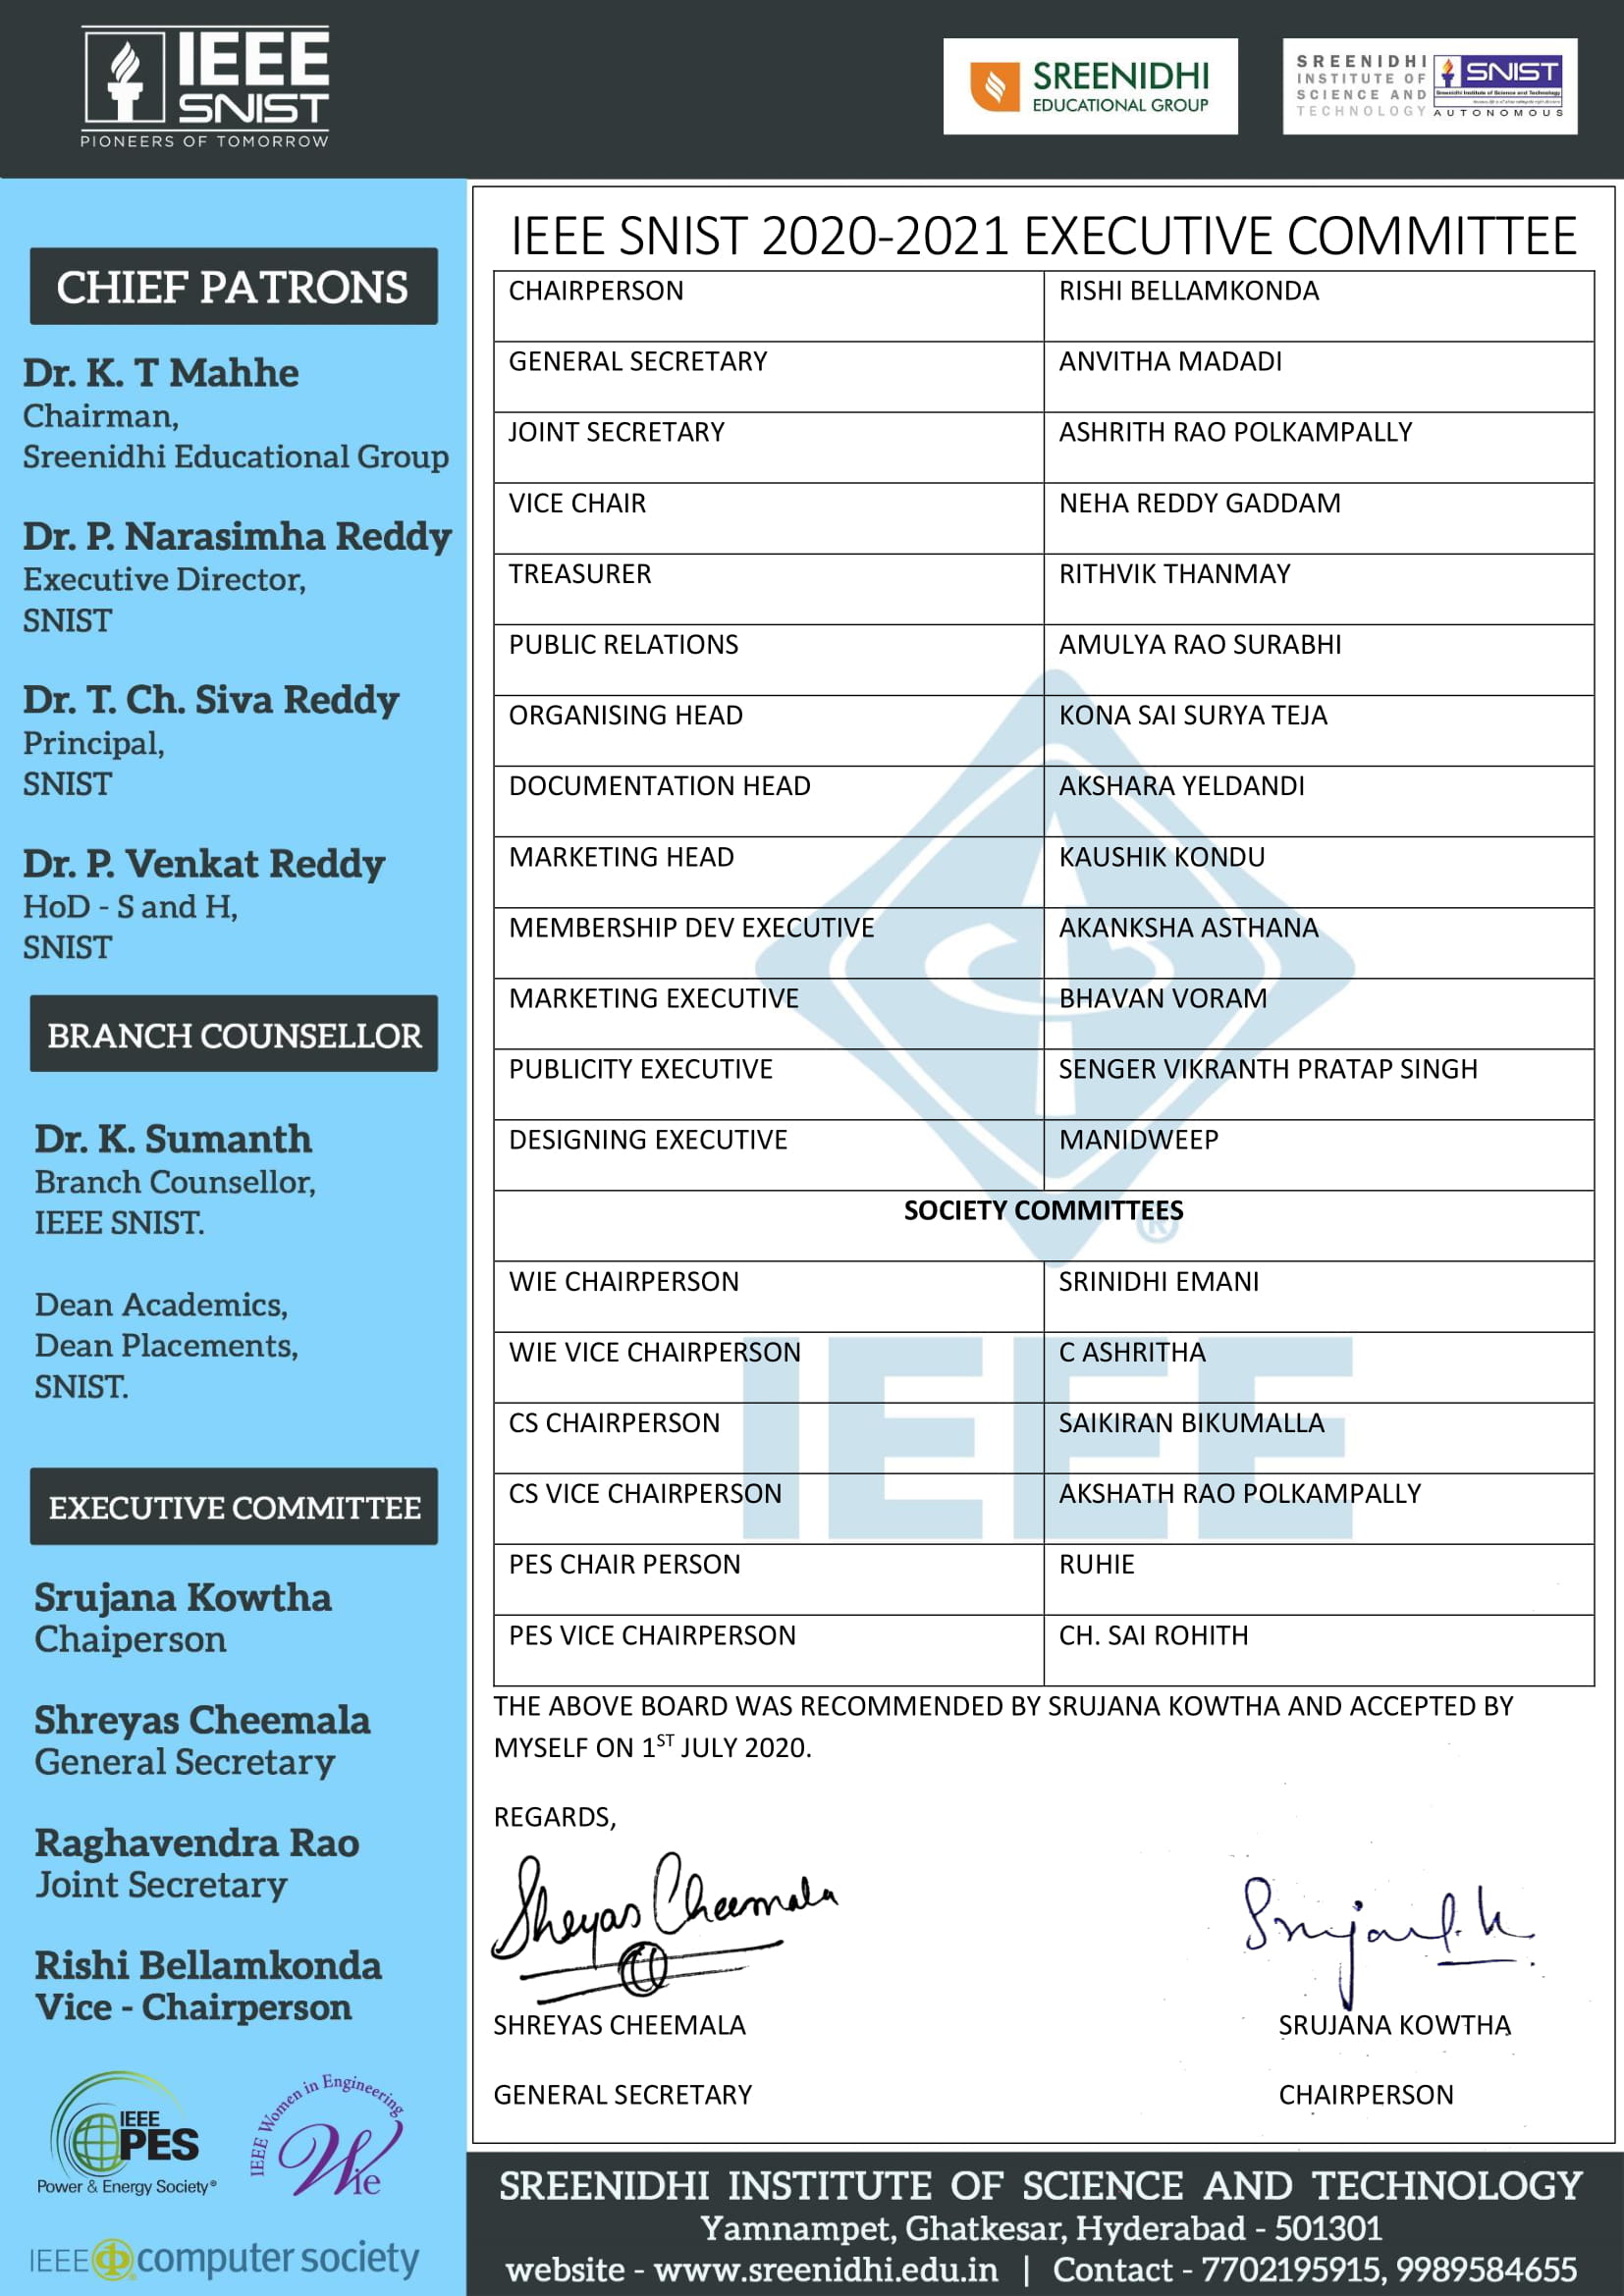 IEEE
SNIST
PIONEERS OF TOMORROW
SREENIDHI
EDUCATIONAL GROUP
SREENIDHI
INSTITUTE OF
SCIENCE AND
TECHNOLOGY
SNIST
Sreenidhi Institute of Science and Technology
AUTONOMOUS
CHIEF PATRONS
Dr. K. T Mahhe
Chairman,
Sreenidhi Educational Group
Dr. P. Narasimha Reddy
Executive Director,
SNIST
Dr. T. Ch. Siva Reddy
Principal,
SNIST
Dr. P. Venkat Reddy
HoD - S and H,
SNIST
BRANCH COUNSELLOR
Dr. K. Sumanth
Branch Counsellor,
IEEE SNIST.
Dean Academics,
Dean Placements,
SNIST.
EXECUTIVE COMMITTEE
Srujana Kowtha
Chaiperson
Shreyas Cheemala
General Secretary
Raghavendra Rao
Joint Secretary
Rishi Bellamkonda
Vice - Chairperson
IEEE
PES
Power & Energy Society®
IEEE Women in Engineering
Wie
IEEE computer society
IEEE SNIST 2020-2021 EXECUTIVE COMMITTEE
CHAIRPERSON RISHI BELLAMKONDA
GENERAL SECRETARY ANVITHA MADADI
JOINT SECRETARY ASHRITH RAO POLKAMPALLY
VICE CHAIR NEHA REDDY GADDAM
TREASURER RITHVIK THANMAY
PUBLIC RELATIONS AMULYA RAO SURABHI
ORGANISING HEAD KONA SAI SURYA TEJA
DOCUMENTATION HEAD AKSHARA YELDANDI
MARKETING HEAD KAUSHIK KONDU
MEMBERSHIP DEV EXECUTIVE AKANKSHA ASTHANA
MARKETING EXECUTIVE BHAVAN VORAM
PUBLICITY EXECUTIVE SENGER VIKRANTH PRATAP SINGH
DESIGNING EXECUTIVE MANIDWEEP
SOCIETY COMMITTEES
®
WIE CHAIRPERSON SRINIDHI EMANI
WIE VICE CHAIRPERSON C ASHRITHA
CS CHAIRPERSON SAIKIRAN BIKUMALLA
IEEE
CS VICE CHAIRPERSON AKSHATH RAO POLKAMPALLY
PES CHAIR PERSON RUHIE
PES VICE CHAIRPERSON CH. SAI ROHITH
THE ABOVE BOARD WAS RECOMMENDED BY SRUJANA KOWTHA AND ACCEPTED BY
MYSELF ON 1ST JULY 2020.
REGARDS,
Sheyas Cheemala Srujana.k
SHREYAS CHEEMALA SRUJANA KOWTHA
GENERAL SECRETARY CHAIRPERSON
SREENIDHI INSTITUTE OF SCIENCE AND TECHNOLOGY
Yamnampet, Ghatkesar, Hyderabad - 501301
website - www.sreenidhi.edu.in | Contact - 7702195915, 9989584655